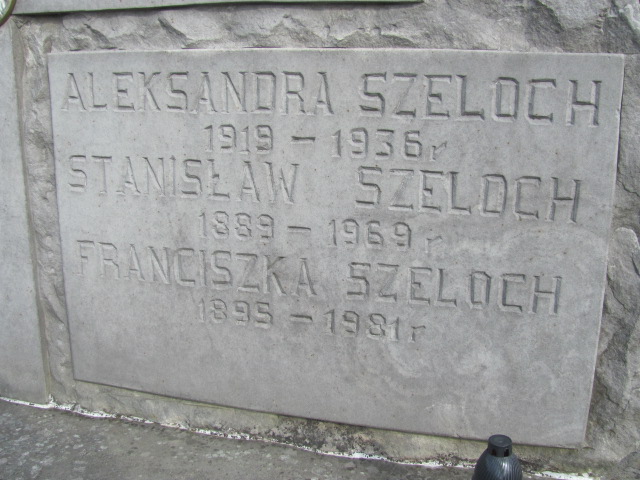 ALEKSANDRA SZELOCH
1919 – 1936 r
STANISŁAW SZELOCH
1889 – 1969 r
FRANCISZKA SZELOCH
1895 – 1981 r